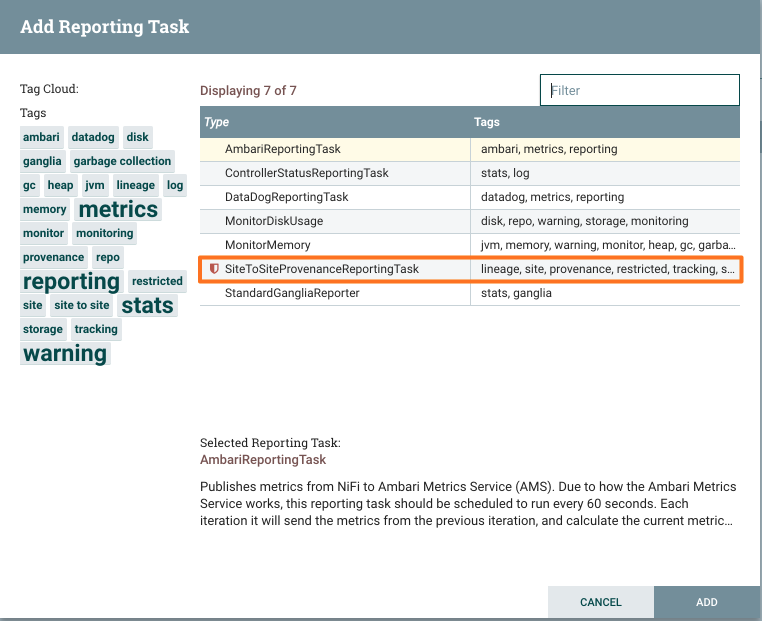 Add Reporting Task
Tag Cloud:
Tags
ambari datadog disk
ganglia garbage collection
gc heap jvm lineage log
memory metrics
monitor monitoring
provenance repo
reporting restricted
site site to site stats
storage tracking
warning
Displaying 7 of 7
Filter
Type Tags
AmbariReportingTask ambari, metrics, reporting
ControllerStatusReportingTask stats, log
DataDogReportingTask datadog, metrics, reporting
MonitorDiskUsage disk, repo, warning, storage, monitoring
MonitorMemory jvm, memory, warning, monitor, heap, gc, garba...
SiteToSiteProvenanceReportingTask lineage, site, provenance, restricted, tracking, s...
StandardGangliaReporter stats, ganglia
Selected Reporting Task:
AmbariReportingTask
Publishes metrics from NiFi to Ambari Metrics Service (AMS). Due to how the Ambari Metrics
Service works, this reporting task should be scheduled to run every 60 seconds. Each
iteration it will send the metrics from the previous iteration, and calculate the current metric...
CANCEL ADD